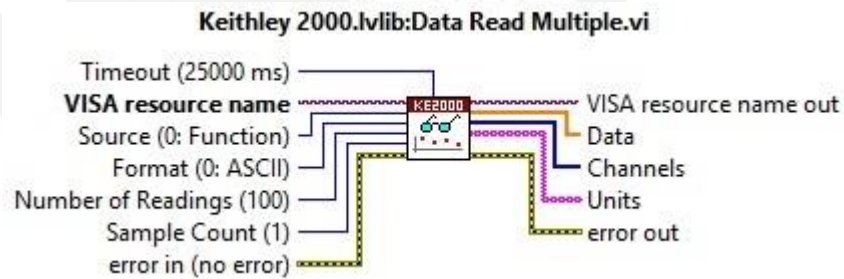 Keithley 2000.lvlib:Data Read Multiple.vi
Timeout (25000 ms)
VISA resource name
Source (0: Function)
Format (0: ASCII)
Number of Readings (100)
Sample Count (1)
error in (no error)
KE2000
VISA resource name out
Data
Channels
Units
error out